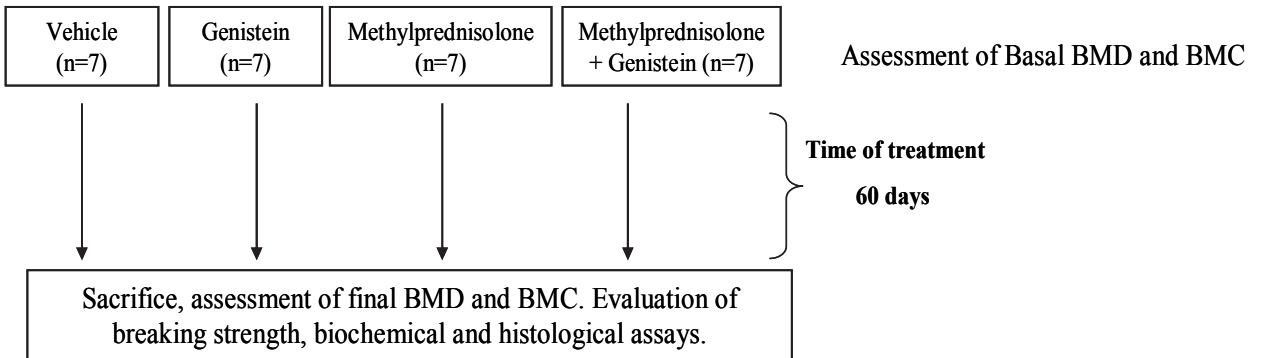 Vehicle
(n=7)
Genistein
(n=7)
Methylprednisolone
(n=7)
Methylprednisolone
+ Genistein (n=7)
Assessment of Basal BMD and BMC
Time of treatment
60 days
Sacrifice, assessment of final BMD and BMC. Evaluation of
breaking strength, biochemical and histological assays.